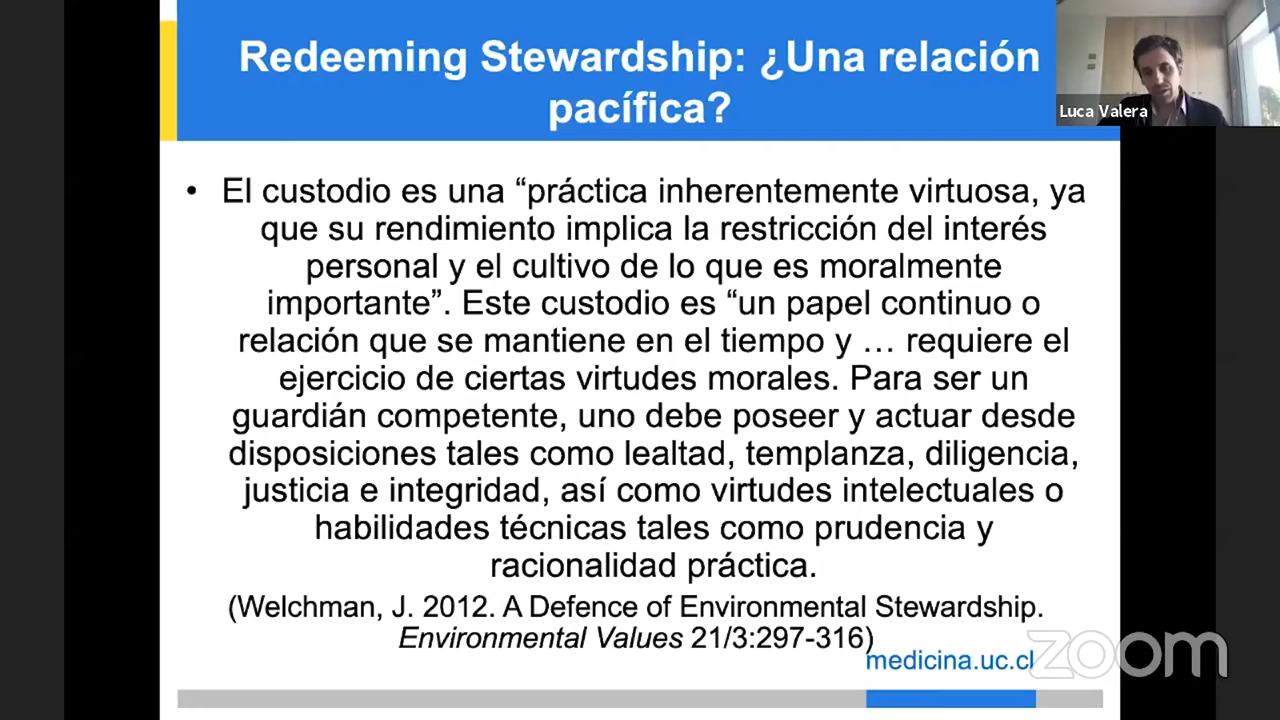 Redeeming Stewardship: ¿Una relación
pacífica?
Luca Valera
• El custodio es una “práctica inherentemente virtuosa, ya
que su rendimiento implica la restricción del interés
personal y el cultivo de lo que es moralmente
importante”. Este custodio es “un papel continuo o
relación que se mantiene en el tiempo y … requiere el
ejercicio de ciertas virtudes morales. Para ser un
guardián competente, uno debe poseer y actuar desde
disposiciones tales como lealtad, templanza, diligencia,
justicia e integridad, así como virtudes intelectuales o
habilidades técnicas tales como prudencia y
racionalidad práctica.
(Welchman, J. 2012. A Defence of Environmental Stewardship.
Environmental Values 21/3:297-316)
medicina.uc.cl
zoom